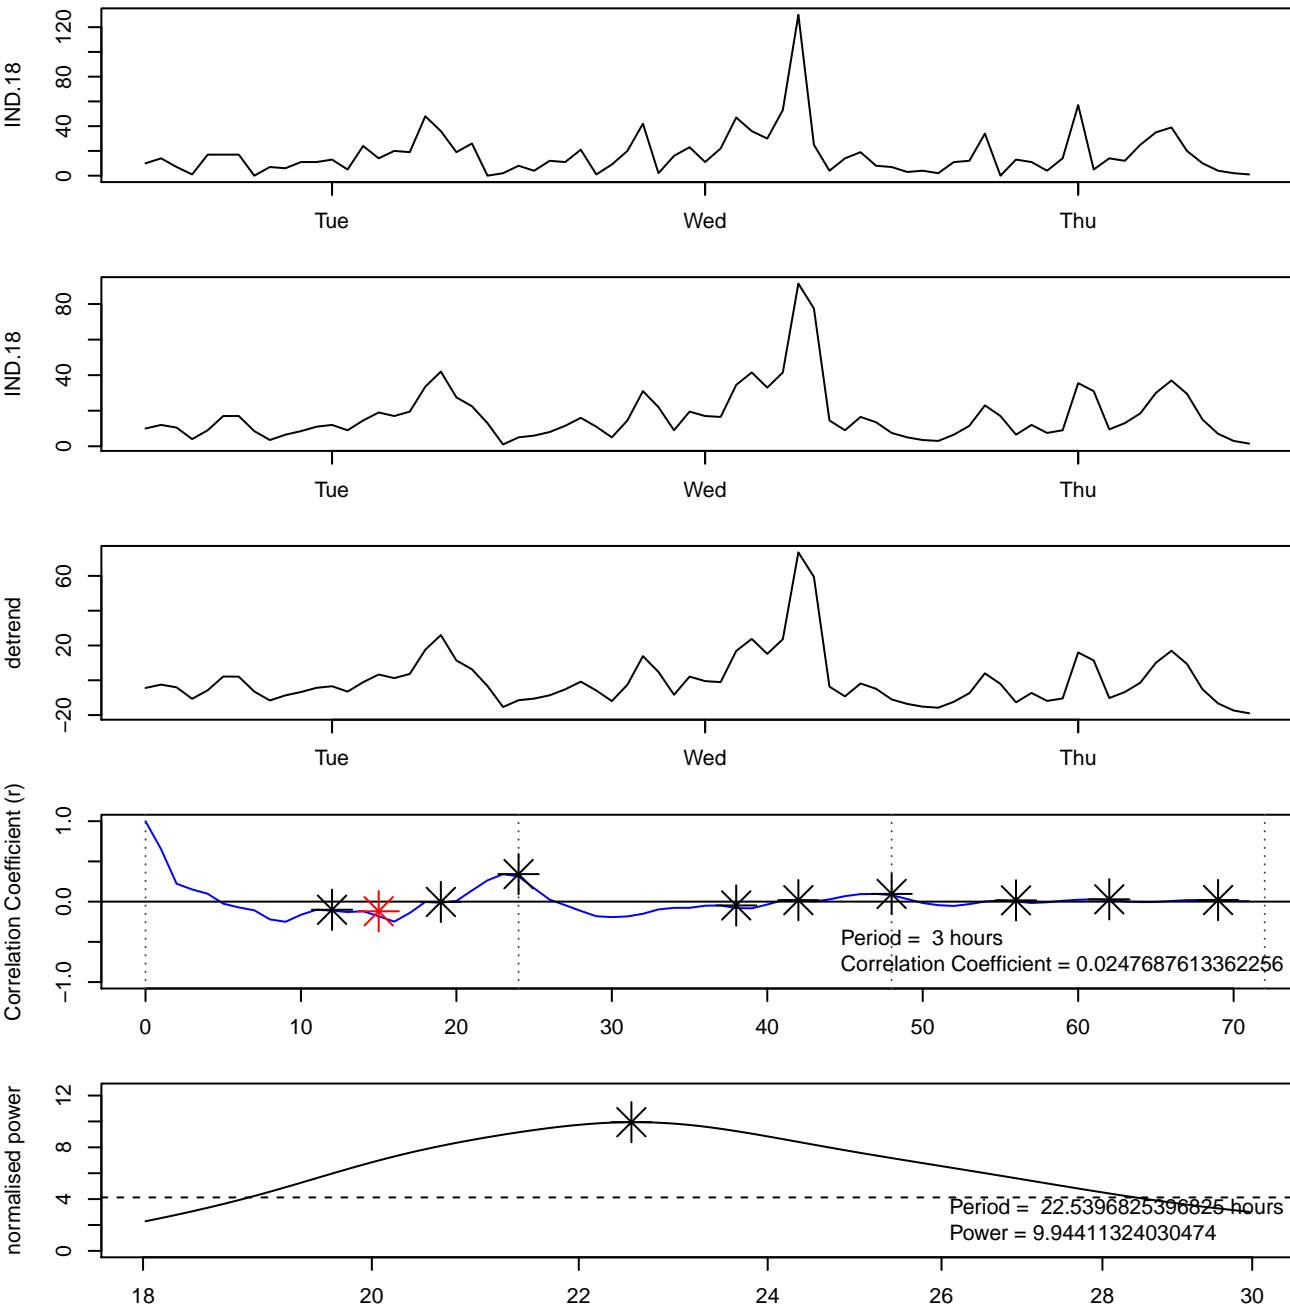 IND.18
120
80
40
0
Tue Wed Thu
IND.18
80
40
0
Tue Wed Thu
detrend
60
20
−20
Tue Wed Thu
Correlation Coefficient (r)
1.0
0.0
−1.0
Period =  3 hours
Correlation Coefficient = 0.0247687613362256
0 10 20 30 40 50 60 70
normalised power
12
8
4
0
Period =  22.5396825396825 hours
Power = 9.94411324030474
18 20 22 24 26 28 30